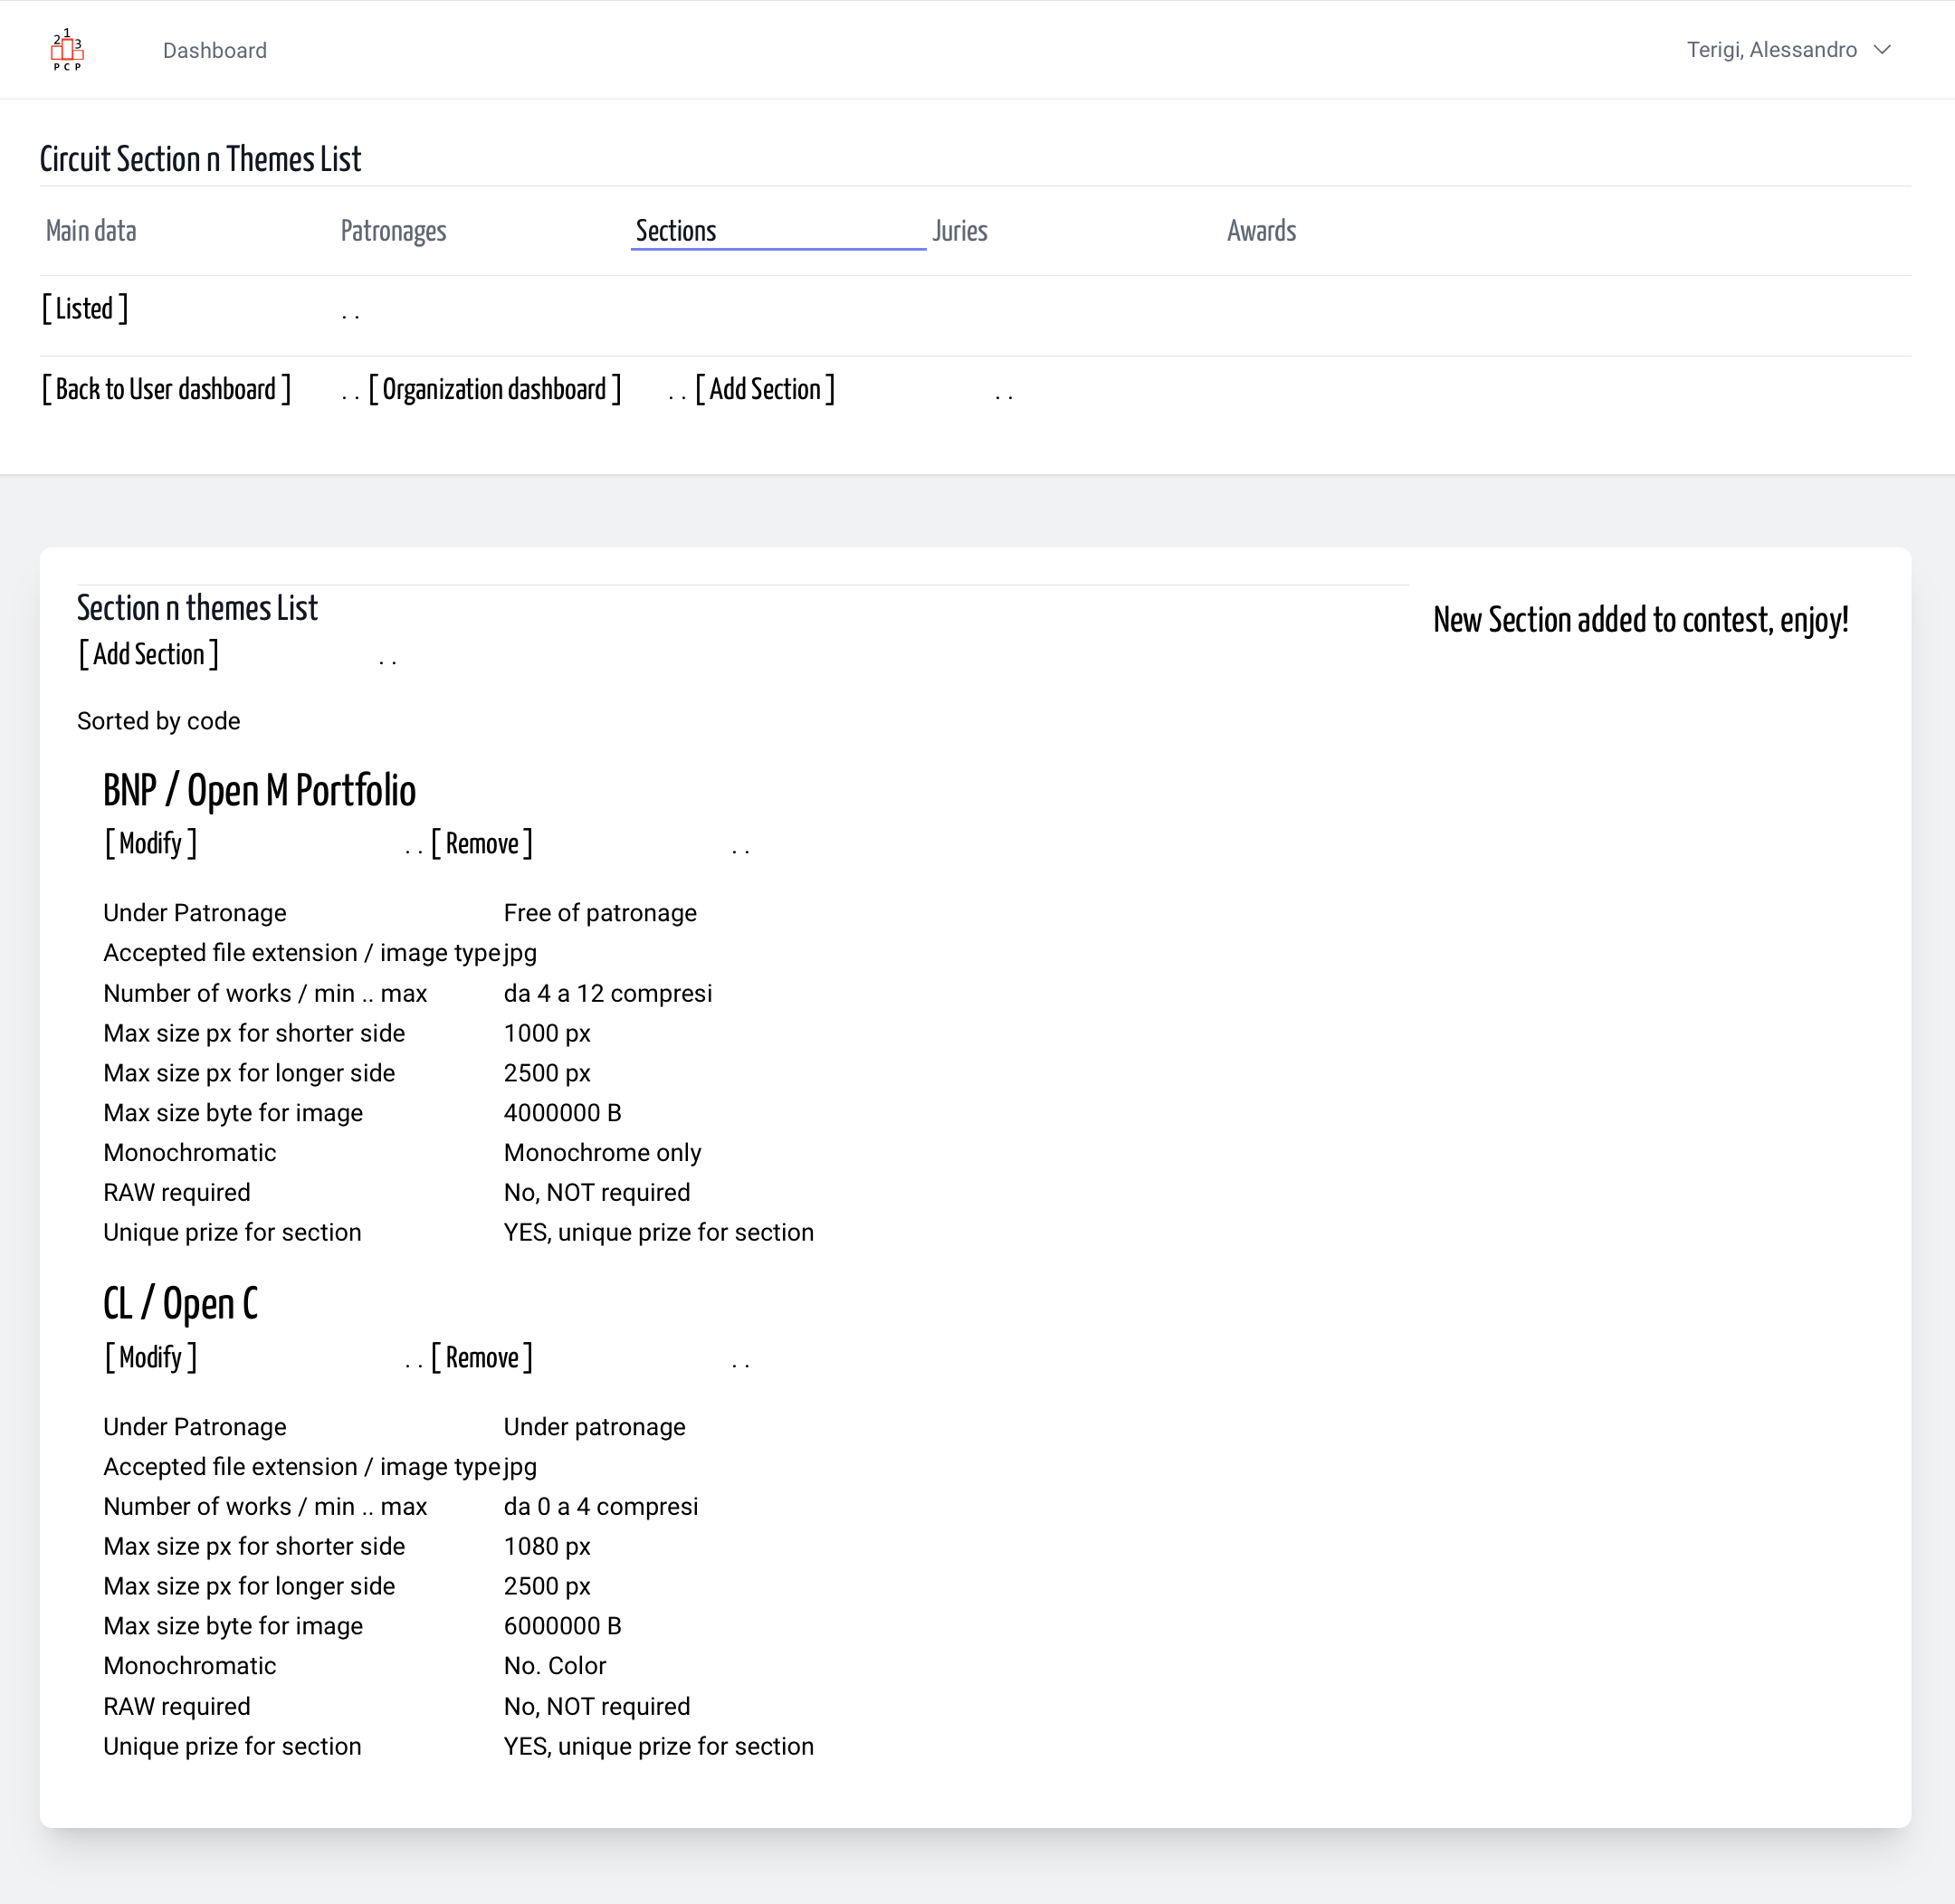 2 1 3
P C P
Dashboard
Terigi, Alessandro
Circuit Section n Themes List
Main data Patronages Sections Juries Awards
[ Listed ] . .
[ Back to User dashboard ] . . [ Organization dashboard ] . . [ Add Section ] . .
Section n themes List
New Section added to contest, enjoy!
[ Add Section ] . .
Sorted by code
BNP / Open M Portfolio
[ Modify ] . . [ Remove ] . .
Under Patronage Free of patronage
Accepted file extension / image type jpg
Number of works / min .. max da 4 a 12 compresi
Max size px for shorter side 1000 px
Max size px for longer side 2500 px
Max size byte for image 4000000 B
Monochromatic Monochrome only
RAW required No, NOT required
Unique prize for section YES, unique prize for section
CL / Open C
[ Modify ] . . [ Remove ] . .
Under Patronage Under patronage
Accepted file extension / image type jpg
Number of works / min .. max da 0 a 4 compresi
Max size px for shorter side 1080 px
Max size px for longer side 2500 px
Max size byte for image 6000000 B
Monochromatic No. Color
RAW required No, NOT required
Unique prize for section YES, unique prize for section